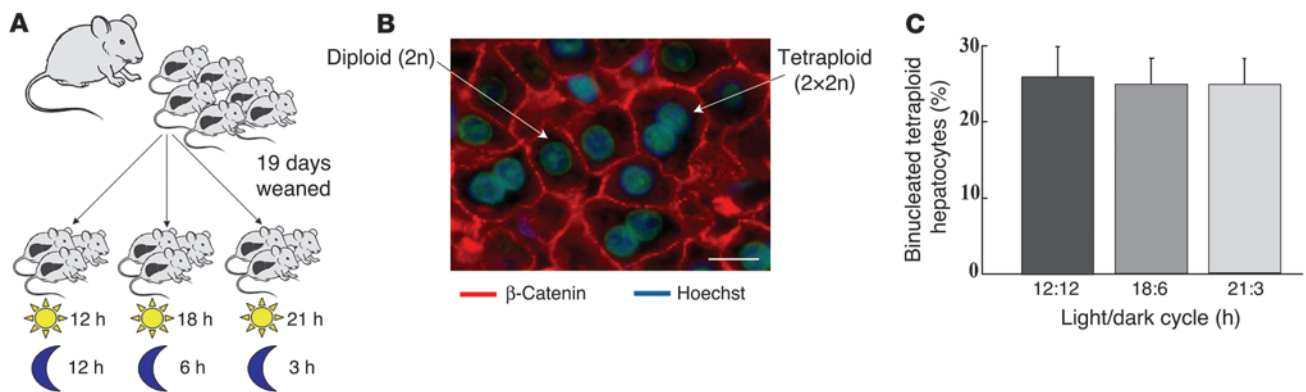 A
19 days
weaned
12 h
18 h
21 h
12 h
6 h
3 h
B
Diploid (2n)
Tetraploid
(2×2n)
β-Catenin
Hoechst
C
Binucleated tetraploid
hepatocytes (%)
30
20
10
0
12:12
18:6
21:3
Light/dark cycle (h)